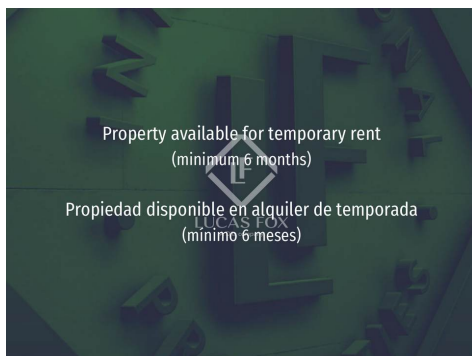 Property available for temporary rent
(minimum 6 months)
LF
Propiedad disponible en alquiler de temporada
LUCAS FOX
(mínimo 6 meses)